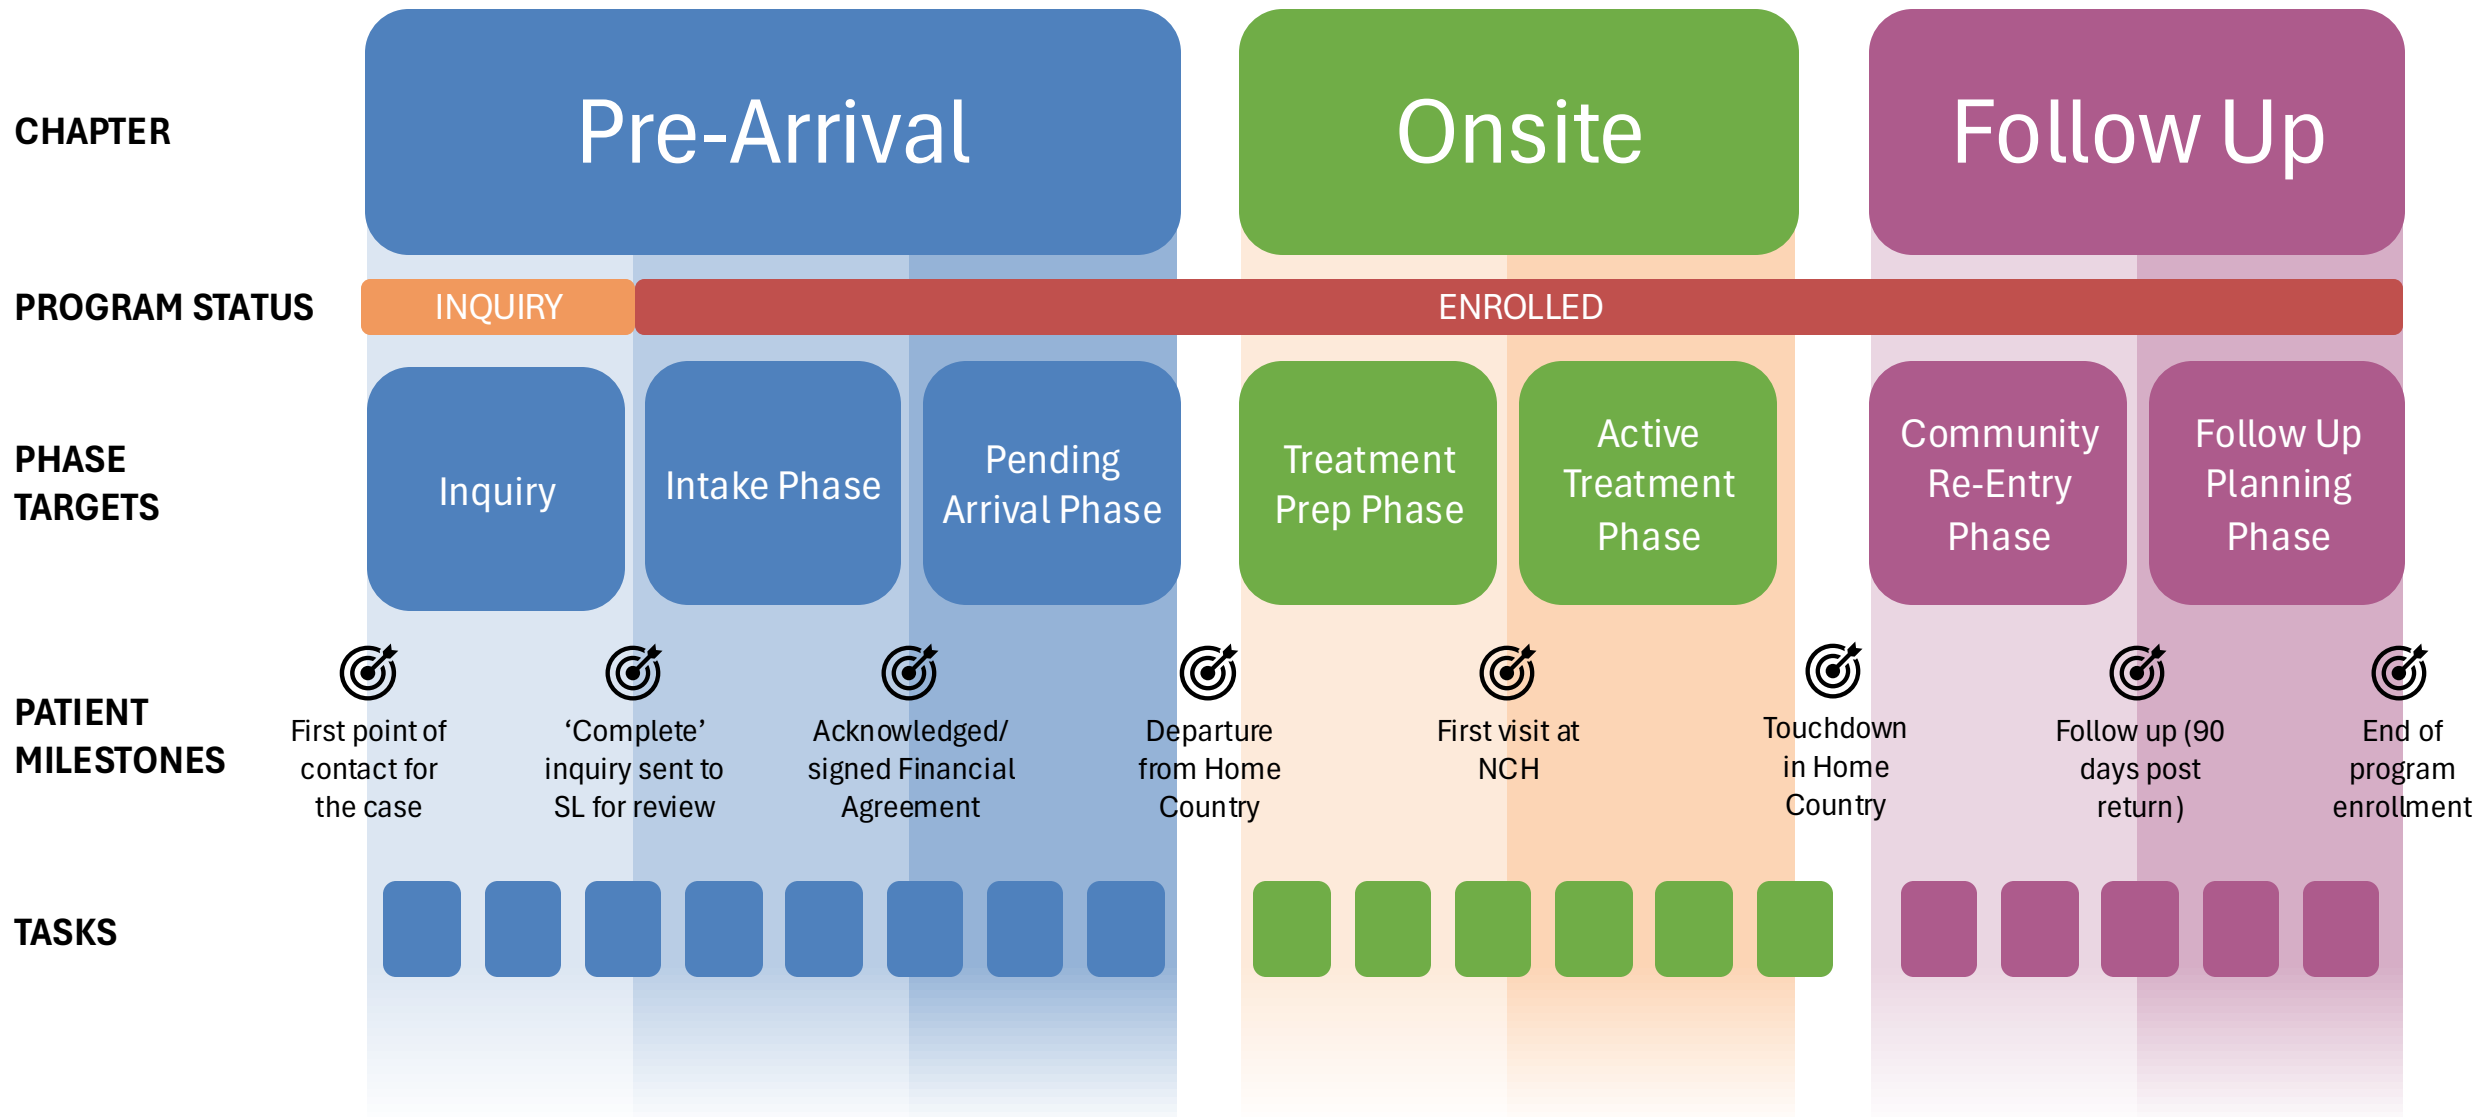 CHAPTER
Pre-Arrival
Onsite
Follow Up
PROGRAM STATUS
INQUIRY
ENROLLED
PHASE
TARGETS
Inquiry
Intake Phase
Pending
Arrival Phase
Treatment
Prep Phase
Active
Treatment
Phase
Community
Re-Entry
Phase
Follow Up
Planning
Phase
PATIENT
MILESTONES
First point of
contact for
the case
‘Complete’
inquiry sent to
SL for review
Acknowledged/
signed Financial
Agreement
Departure
from Home
Country
First visit at
NCH
Touchdown
in Home
Country
Follow up (90
days post
return)
End of
program
enrollment
TASKS